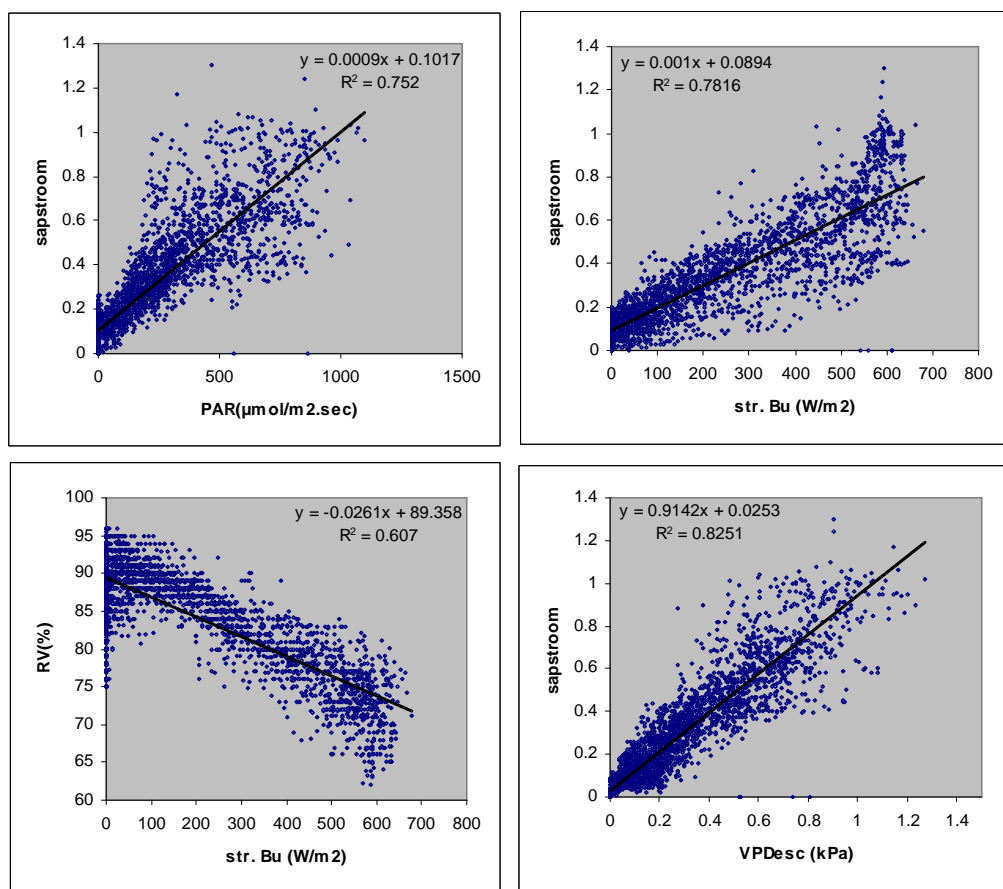 1.4
1.2
1
0.8
0.6
0.4
0.2
0
sapstroom
y = 0.0009x + 0.1017
R² = 0.752
0 500 1000 1500
PAR(µmol/m2.sec)
1.4
1.2
1
0.8
0.6
0.4
0.2
0
sapstroom
y = 0.001x + 0.0894
R² = 0.7816
0 100 200 300 400 500 600 700 800
str. Bu (W/m2)
100
95
90
85
80
75
70
65
60
RV(%)
y = -0.0261x + 89.358
R² = 0.607
0 100 200 300 400 500 600 700 800
str. Bu (W/m2)
1.4
1.2
1
0.8
0.6
0.4
0.2
0
sapstroom
y = 0.9142x + 0.0253
R² = 0.8251
0 0.2 0.4 0.6 0.8 1 1.2 1.4
VPDesc (kPa)